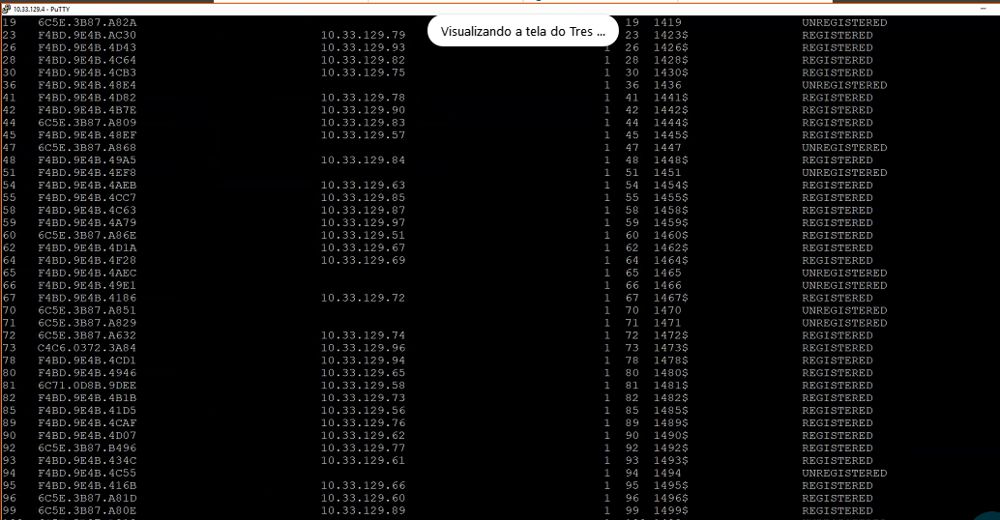 10.33.129.4 - PuTTY
Visualizando a tela do Tres ...
19 6C5E.3B87.A82A 19 1419 UNREGISTERED
23 F4BD.9E4B.AC30 10.33.129.79 23 1423$ REGISTERED
26 F4BD.9E4B.4D43 10.33.129.93 1 26 1426$ REGISTERED
28 F4BD.9E4B.4C64 10.33.129.82 1 28 1428$ REGISTERED
30 F4BD.9E4B.4CB3 10.33.129.75 1 30 1430$ REGISTERED
36 F4BD.9E4B.48E4 1 36 1436 UNREGISTERED
41 F4BD.9E4B.4D82 10.33.129.78 1 41 1441$ REGISTERED
42 F4BD.9E4B.4B7E 10.33.129.90 1 42 1442$ REGISTERED
44 6C5E.3B87.A809 10.33.129.83 1 44 1444$ REGISTERED
45 F4BD.9E4B.48EF 10.33.129.57 1 45 1445$ REGISTERED
47 6C5E.3B87.A868 1 47 1447 UNREGISTERED
48 F4BD.9E4B.49A5 10.33.129.84 1 48 1448$ REGISTERED
51 F4BD.9E4B.4EF8 1 51 1451 UNREGISTERED
54 F4BD.9E4B.4AEB 10.33.129.63 1 54 1454$ REGISTERED
55 F4BD.9E4B.4CC7 10.33.129.85 1 55 1455$ REGISTERED
58 F4BD.9E4B.4C63 10.33.129.87 1 58 1458$ REGISTERED
59 F4BD.9E4B.4A79 10.33.129.97 1 59 1459$ REGISTERED
60 6C5E.3B87.A86E 10.33.129.51 1 60 1460$ REGISTERED
62 F4BD.9E4B.4D1A 10.33.129.67 1 62 1462$ REGISTERED
64 F4BD.9E4B.4F28 10.33.129.69 1 64 1464$ REGISTERED
65 F4BD.9E4B.4AEC 1 65 1465 UNREGISTERED
66 F4BD.9E4B.49E1 1 66 1466 UNREGISTERED
67 F4BD.9E4B.4186 10.33.129.72 1 67 1467$ REGISTERED
70 6C5E.3B87.A851 1 70 1470 UNREGISTERED
71 6C5E.3B87.A829 1 71 1471 UNREGISTERED
72 6C5E.3B87.A632 10.33.129.74 1 72 1472$ REGISTERED
73 C4C6.0372.3A84 10.33.129.96 1 73 1473$ REGISTERED
78 F4BD.9E4B.4CD1 10.33.129.94 1 78 1478$ REGISTERED
80 F4BD.9E4B.4946 10.33.129.65 1 80 1480$ REGISTERED
81 6C71.0D8B.9DEE 10.33.129.58 1 81 1481$ REGISTERED
82 F4BD.9E4B.4B1B 10.33.129.73 1 82 1482$ REGISTERED
85 F4BD.9E4B.41D5 10.33.129.56 1 85 1485$ REGISTERED
89 F4BD.9E4B.4CAF 10.33.129.76 1 89 1489$ REGISTERED
90 F4BD.9E4B.4D07 10.33.129.62 1 90 1490$ REGISTERED
92 6C5E.3B87.B496 10.33.129.77 1 92 1492$ REGISTERED
93 F4BD.9E4B.434C 10.33.129.61 1 93 1493$ REGISTERED
94 F4BD.9E4B.4C55 1 94 1494 UNREGISTERED
95 F4BD.9E4B.416B 10.33.129.66 1 95 1495$ REGISTERED
96 6C5E.3B87.A81D 10.33.129.60 1 96 1496$ REGISTERED
99 6C5E.3B87.A80E 10.33.129.89 1 99 1499$ REGISTERED